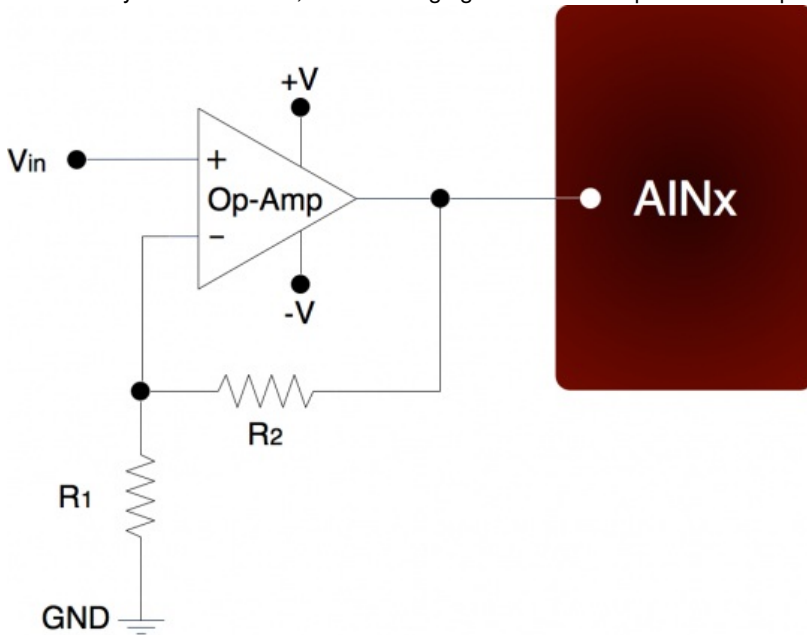 +V
Vin
+
Op-Amp
AINx
−
-V
R2
R1
GND